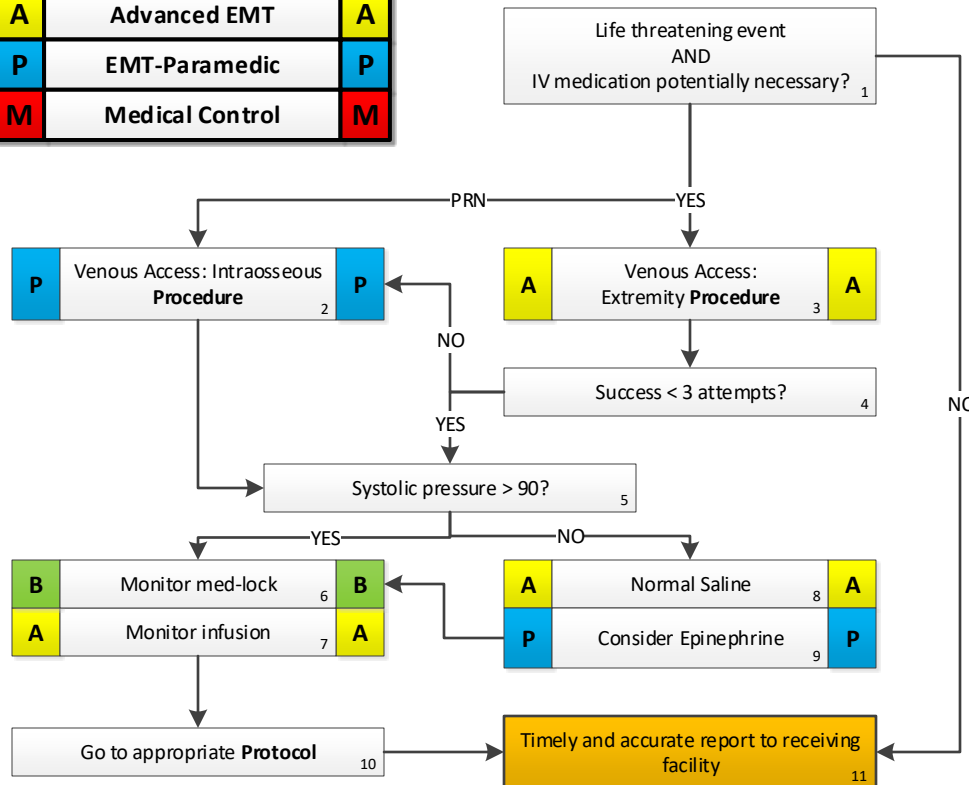 A Advanced EMT A
P EMT-Paramedic P
M Medical Control M
Life threatening event
AND
IV medication potentially necessary?
1
PRN
YES
P Venous Access: Intraosseous P
Procedure
2
A Venous Access: A
Extremity Procedure
3
NO
Success < 3 attempts?
4
NO
YES
Systolic pressure > 90?
5
YES
NO
B Monitor med-lock 6 B
A Normal Saline 8 A
A Monitor infusion 7 A
P Consider Epinephrine 9 P
Go to appropriate Protocol
10
Timely and accurate report to receiving
facility
11